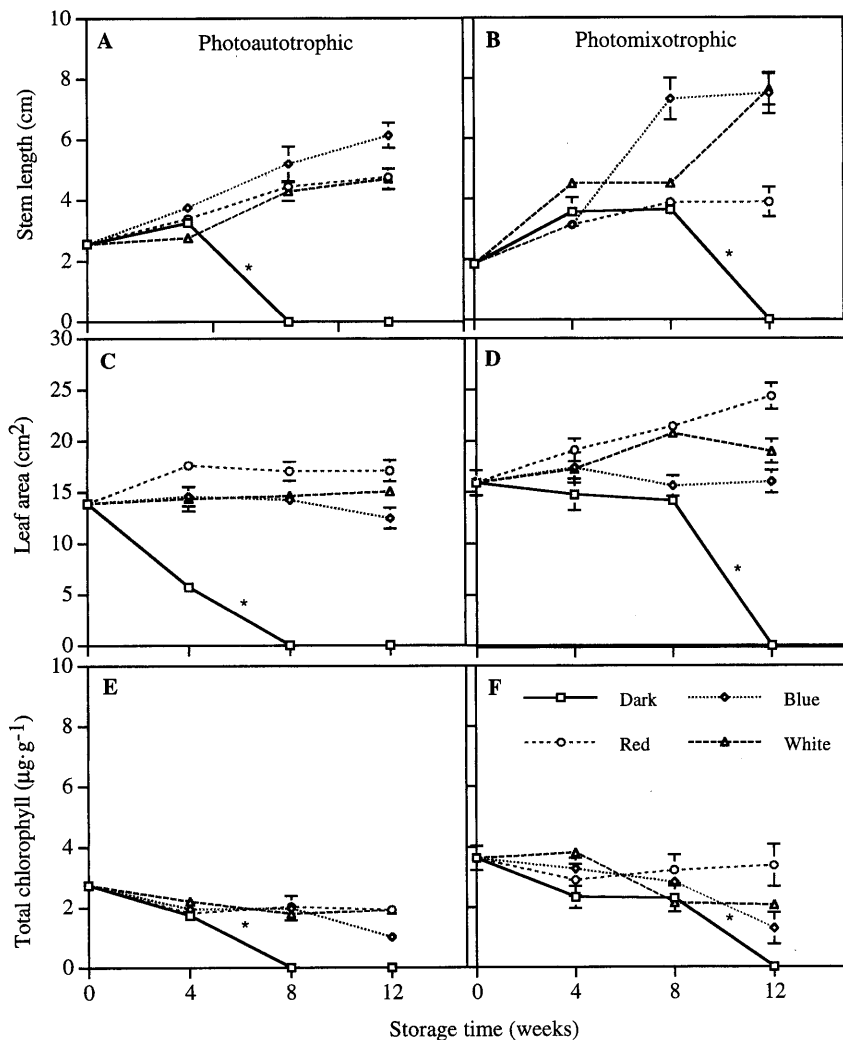 A Photoautotrophic
B Photomixotrophic
10
8
6
4
2
0
Stem length (cm)
*
*
C
D
30
25
20
15
10
5
0
Leaf area (cm²)
*
*
E
F
10
8
6
4
2
0
Total chlorophyll (µg·g⁻¹)
Dark
Blue
Red
White
*
*
0 4 8 12
0 4 8 12
Storage time (weeks)